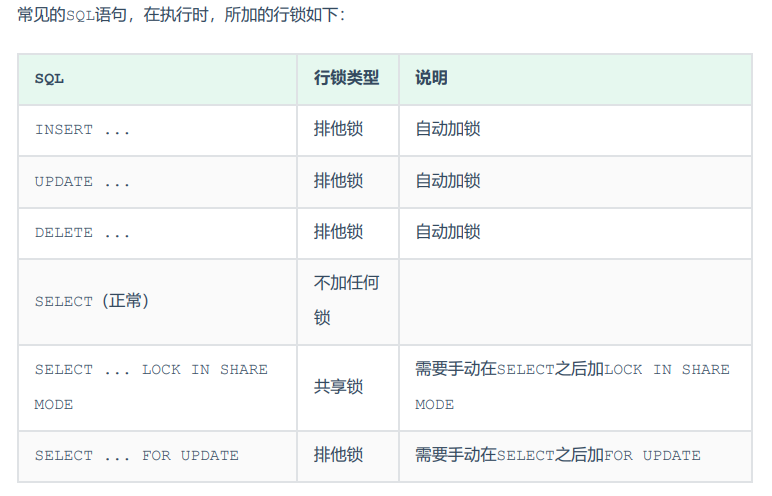 常见的SQL语句，在执行时，所加的行锁如下：
SQL 行锁类型 说明
INSERT ... 排他锁 自动加锁
UPDATE ... 排他锁 自动加锁
DELETE ... 排他锁 自动加锁
SELECT（正常） 不加任何
锁
SELECT ... LOCK IN SHARE
MODE
共享锁
需要手动在SELECT之后加LOCK IN SHARE
MODE
SELECT ... FOR UPDATE 排他锁 需要手动在SELECT之后加FOR UPDATE